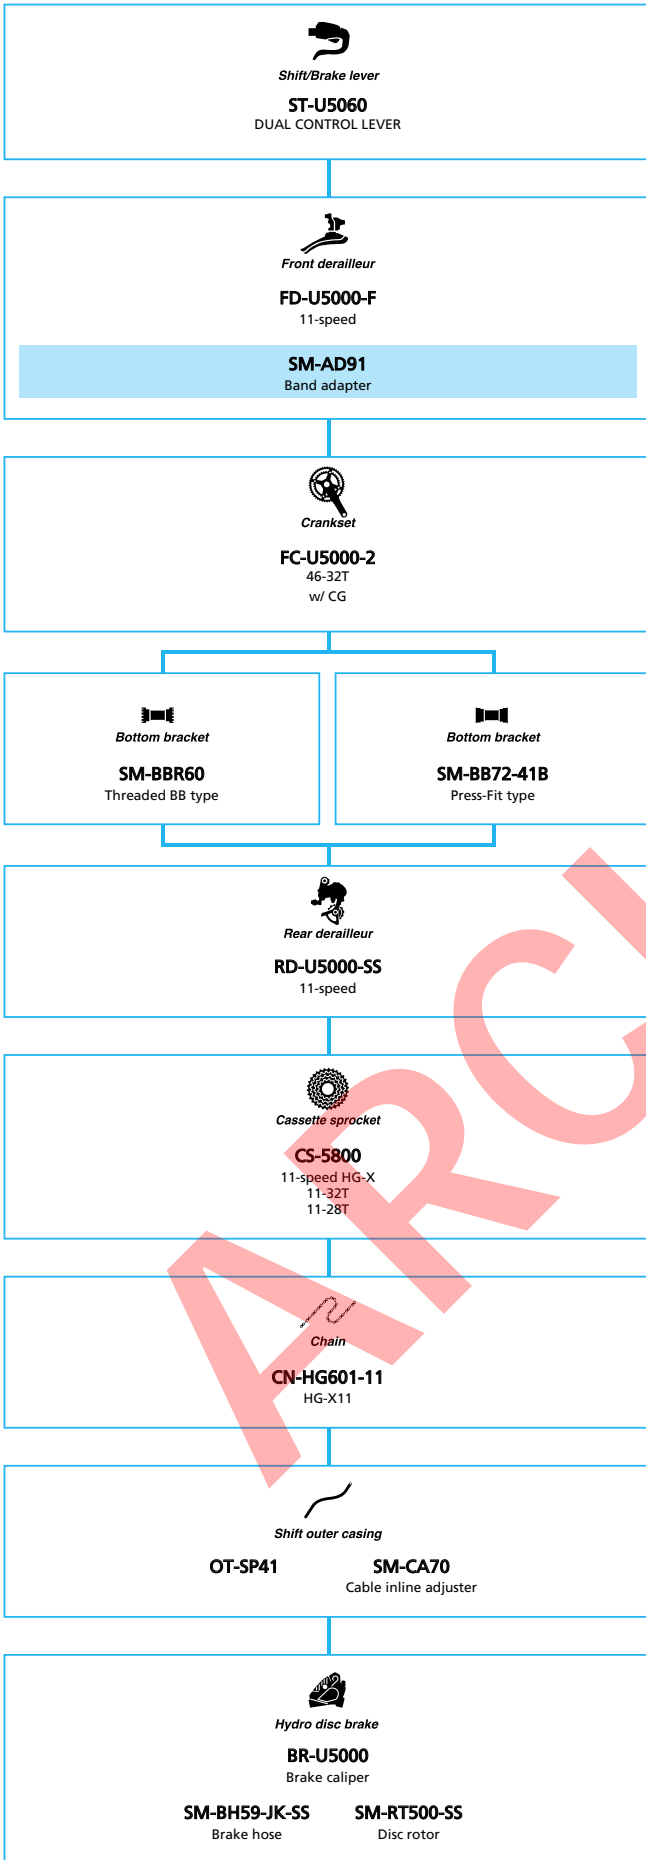 Shift/Brake lever
ST-U5060
DUAL CONTROL LEVER
Front derailleur
FD-U5000-F
11-speed
SM-AD91
Band adapter
Crankset
FC-U5000-2
46-32T
w/ CG
Bottom bracket
SM-BBR60
Threaded BB type
Bottom bracket
SM-BB72-41B
Press-Fit type
Rear derailleur
RD-U5000-SS
11-speed
Cassette sprocket
CS-5800
11-speed HG-X
11-32T
11-28T
Chain
CN-HG601-11
HG-X11
Shift outer casing
OT-SP41
SM-CA70
Cable inline adjuster
Hydro disc brake
BR-U5000
Brake caliper
SM-BH59-JK-SS
Brake hose
SM-RT500-SS
Disc rotor
ARC